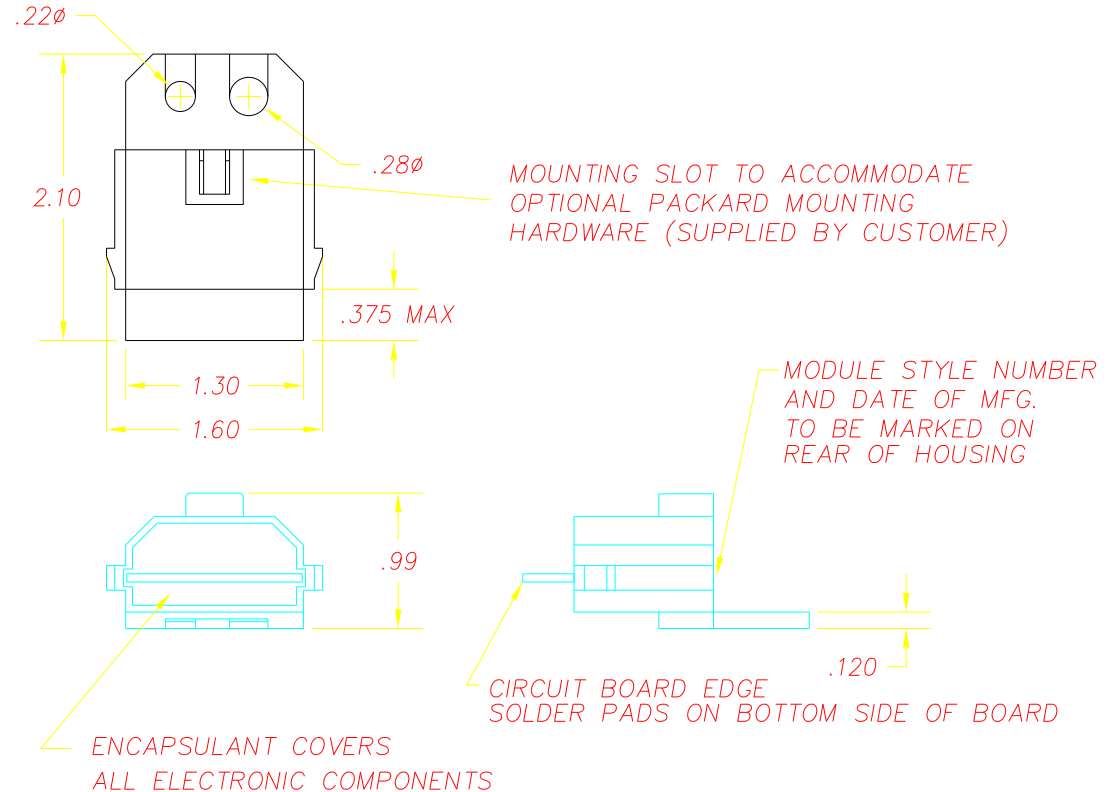 .22ø
2.10
.28ø
MOUNTING SLOT TO ACCOMMODATE
OPTIONAL PACKARD MOUNTING
HARDWARE (SUPPLIED BY CUSTOMER)
.375 MAX
1.30
1.60
MODULE STYLE NUMBER
AND DATE OF MFG.
TO BE MARKED ON
REAR OF HOUSING
.99
.120
CIRCUIT BOARD EDGE
SOLDER PADS ON BOTTOM SIDE OF BOARD
ENCAPSULANT COVERS
ALL ELECTRONIC COMPONENTS